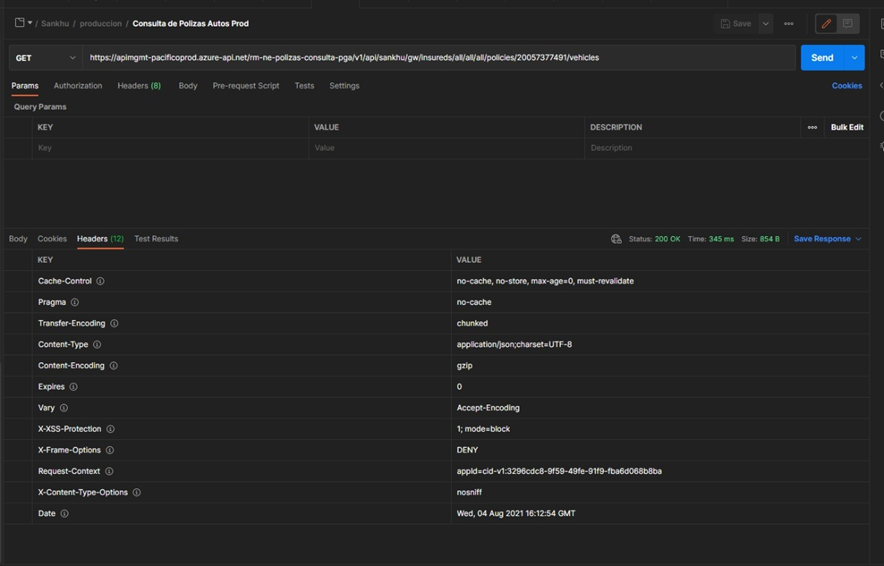 / Sankhu / produccion / Consulta de Polizas Autos Prod
Save
GET https://apimgmt-pacificoprod.azure-api.net/rm-ne-polizas-consulta-pga/v1/api/sankhu/gw/insureds/all/all/all/policies/20057377491/vehicles Send
Params Authorization Headers (8) Body Pre-request Script Tests Settings Cookies
Query Params
KEY VALUE DESCRIPTION ooo Bulk Edit
Key Value Description
Body Cookies Headers (12) Test Results Status: 200 OK Time: 345 ms Size: 854 B Save Response
KEY VALUE
Cache-Control no-cache, no-store, max-age=0, must-revalidate
Pragma no-cache
Transfer-Encoding chunked
Content-Type application/json;charset=UTF-8
Content-Encoding gzip
Expires 0
Vary Accept-Encoding
X-XSS-Protection 1; mode=block
X-Frame-Options DENY
Request-Context appId=cid-v1:3296cdc8-9f59-49fe-91f9-fba6d068b8ba
X-Content-Type-Options nosniff
Date Wed, 04 Aug 2021 16:12:54 GMT